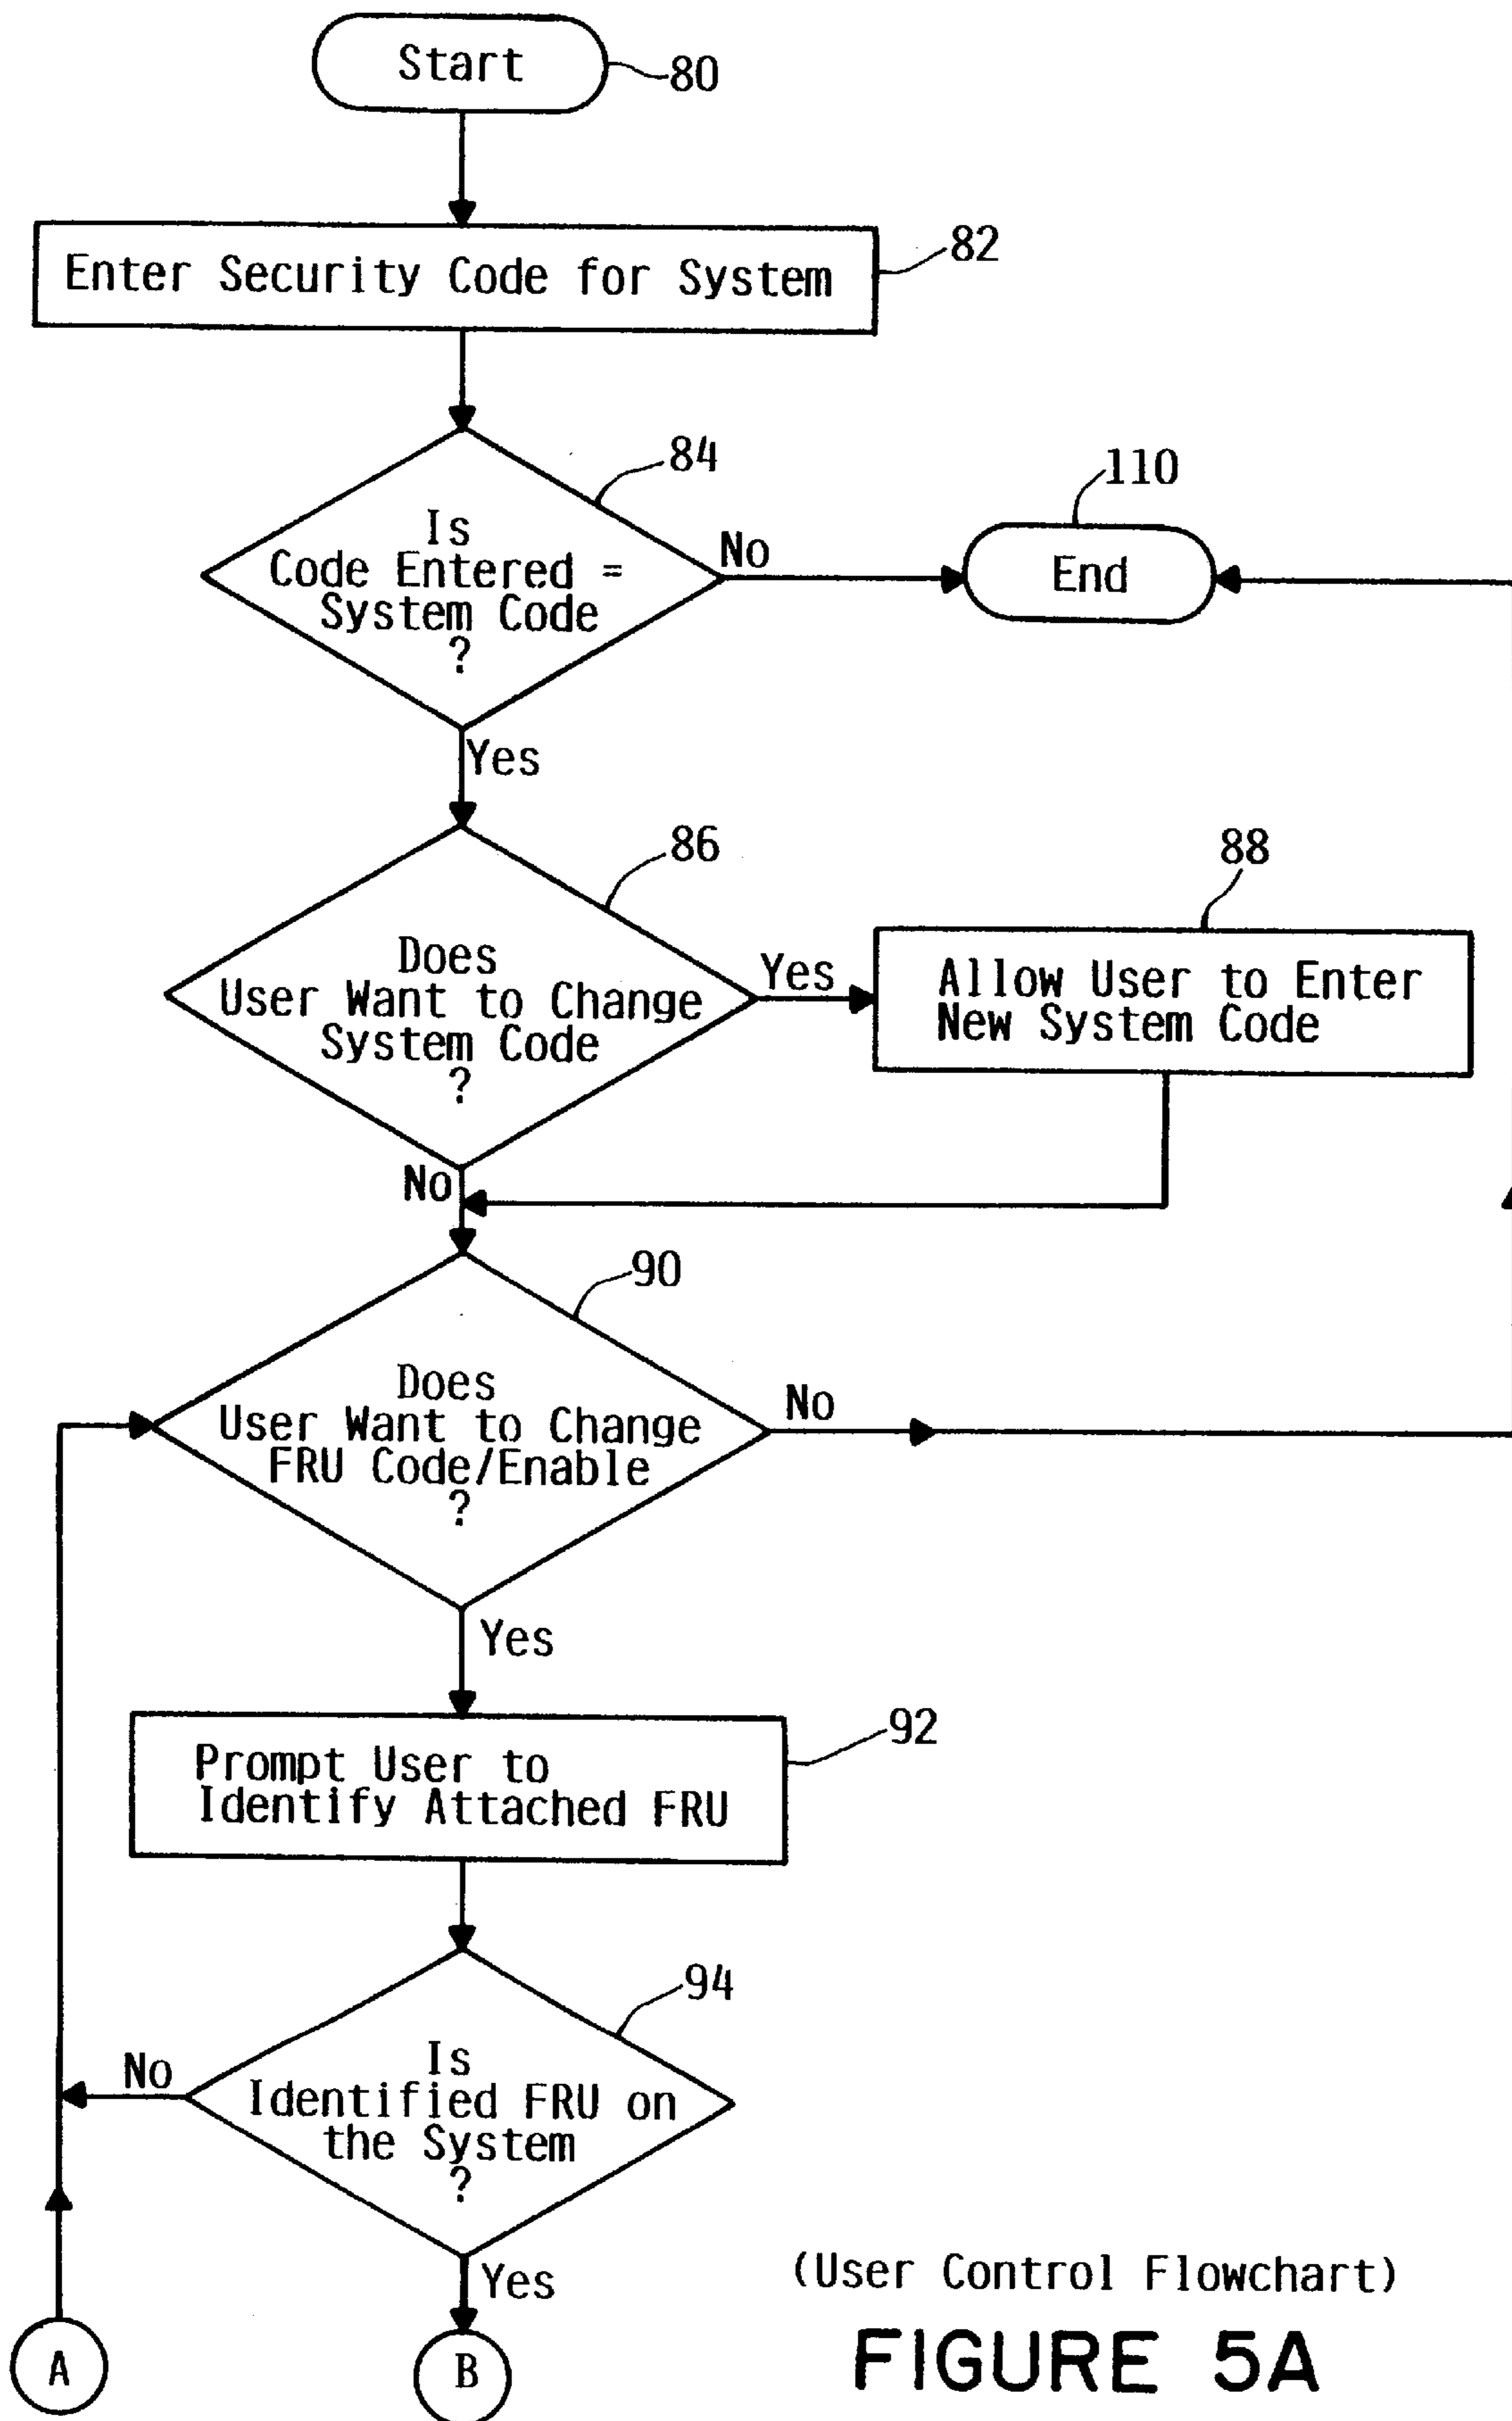 Start
80
Enter Security Code for System
82
84
Is
Code Entered =
System Code
?
No
110
End
Yes
86
Does
User Want to Change
System Code
?
Yes
88
Allow User to Enter
New System Code
No
90
Does
User Want to Change
FRU Code/Enable
?
No
Yes
92
Prompt User to
Identify Attached FRU
94
Is
Identified FRU on
the System
?
No
Yes
A
B
(User Control Flowchart)
FIGURE 5A